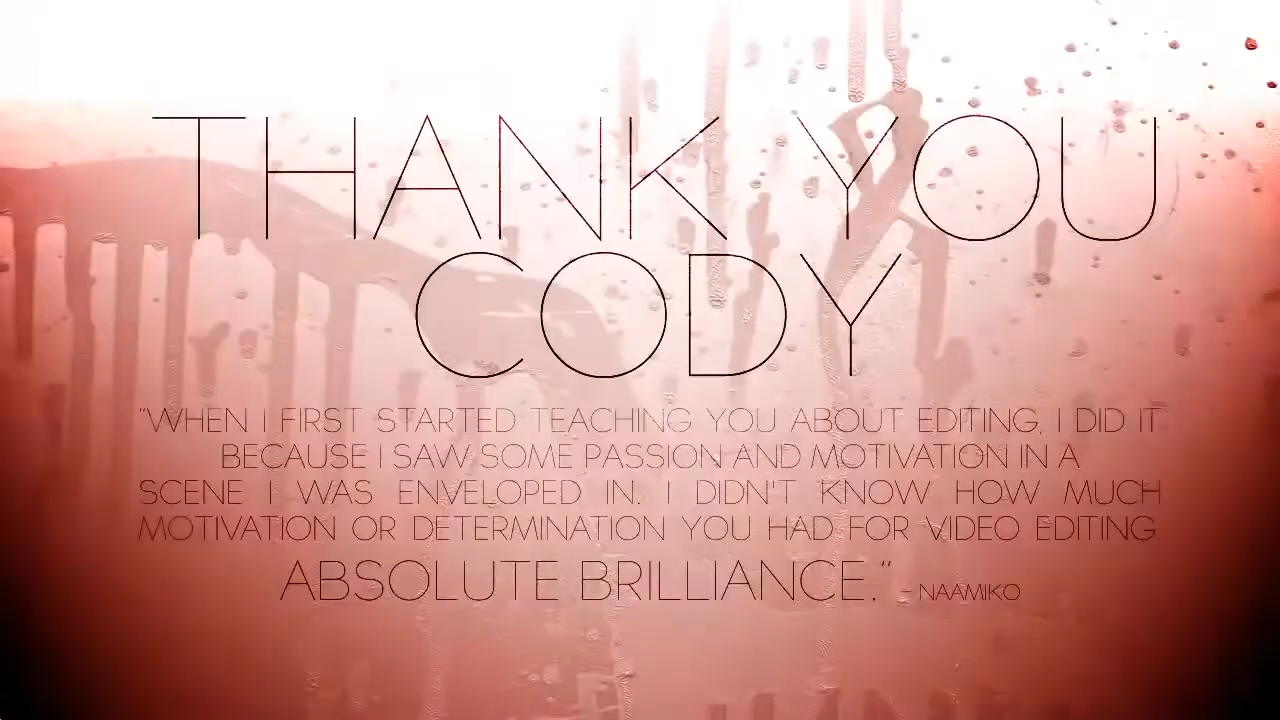 THANK YOU
CODY
"WHEN I FIRST STARTED TEACHING YOU ABOUT EDITING, I DID IT
BECAUSE I SAW SOME PASSION AND MOTIVATION IN A
SCENE I WAS ENVELOPED IN. I DIDN'T KNOW HOW MUCH
MOTIVATION OR DETERMINATION YOU HAD FOR VIDEO EDITING
ABSOLUTE BRILLIANCE." - NAAMIKO